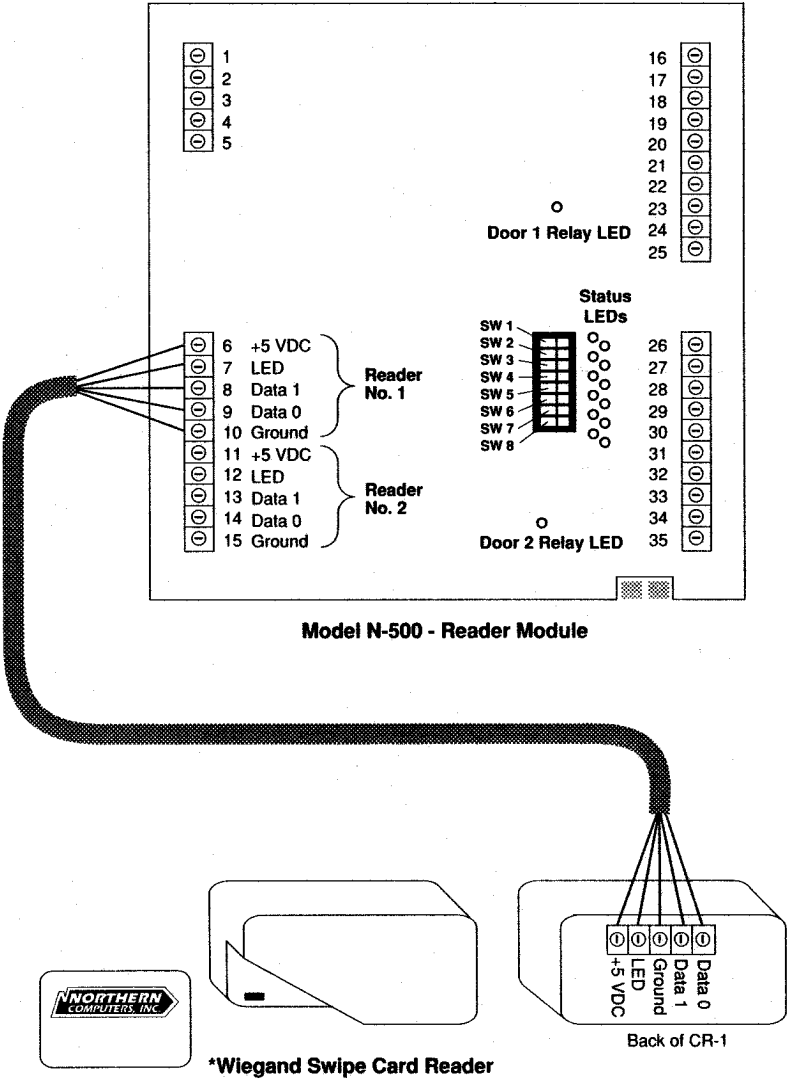 1
2
3
4
5
16
17
18
19
20
21
22
23
24
25
Door 1 Relay LED
Status
LEDs
SW 1
SW 2
SW 3
SW 4
SW 5
SW 6
SW 7
SW 8
6 +5 VDC
7 LED
8 Data 1
9 Data 0
10 Ground
Reader
No. 1
11 +5 VDC
12 LED
13 Data 1
14 Data 0
15 Ground
Reader
No. 2
26
27
28
29
30
31
32
33
34
35
Door 2 Relay LED
Model N-500 - Reader Module
+5 VDC
LED
Ground
Data 1
Data 0
Back of CR-1
NORTHERN
COMPUTERS, INC.
*Wiegand Swipe Card Reader